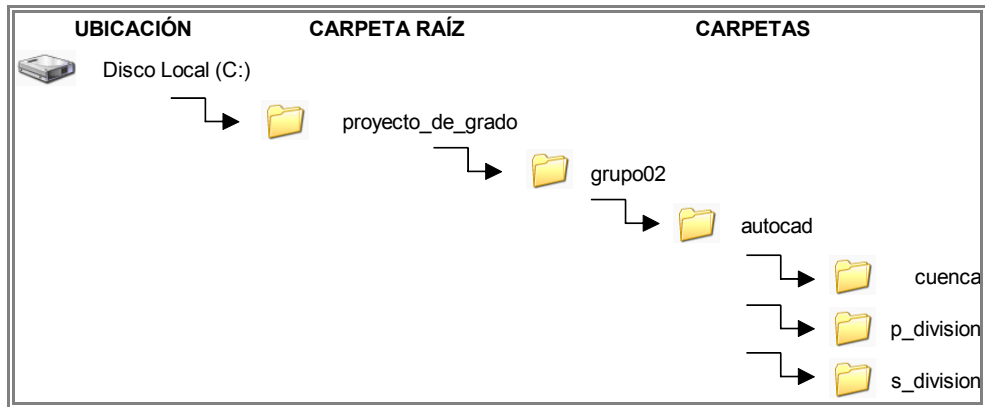 UBICACIÓN CARPETA RAÍZ CARPETAS
Disco Local (C:)
proyecto_de_grado
grupo02
autocad
cuenca
p_division
s_division